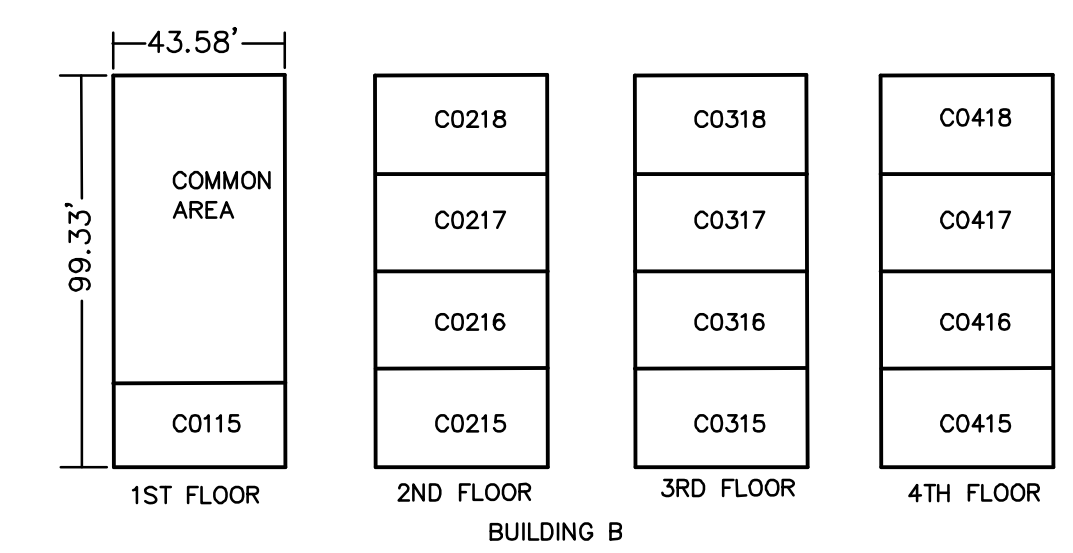 43.58'
99.33'
COMMON
AREA
C0115
1ST FLOOR
C0218
C0217
C0216
C0215
2ND FLOOR
C0318
C0317
C0316
C0315
3RD FLOOR
C0418
C0417
C0416
C0415
4TH FLOOR
BUILDING B